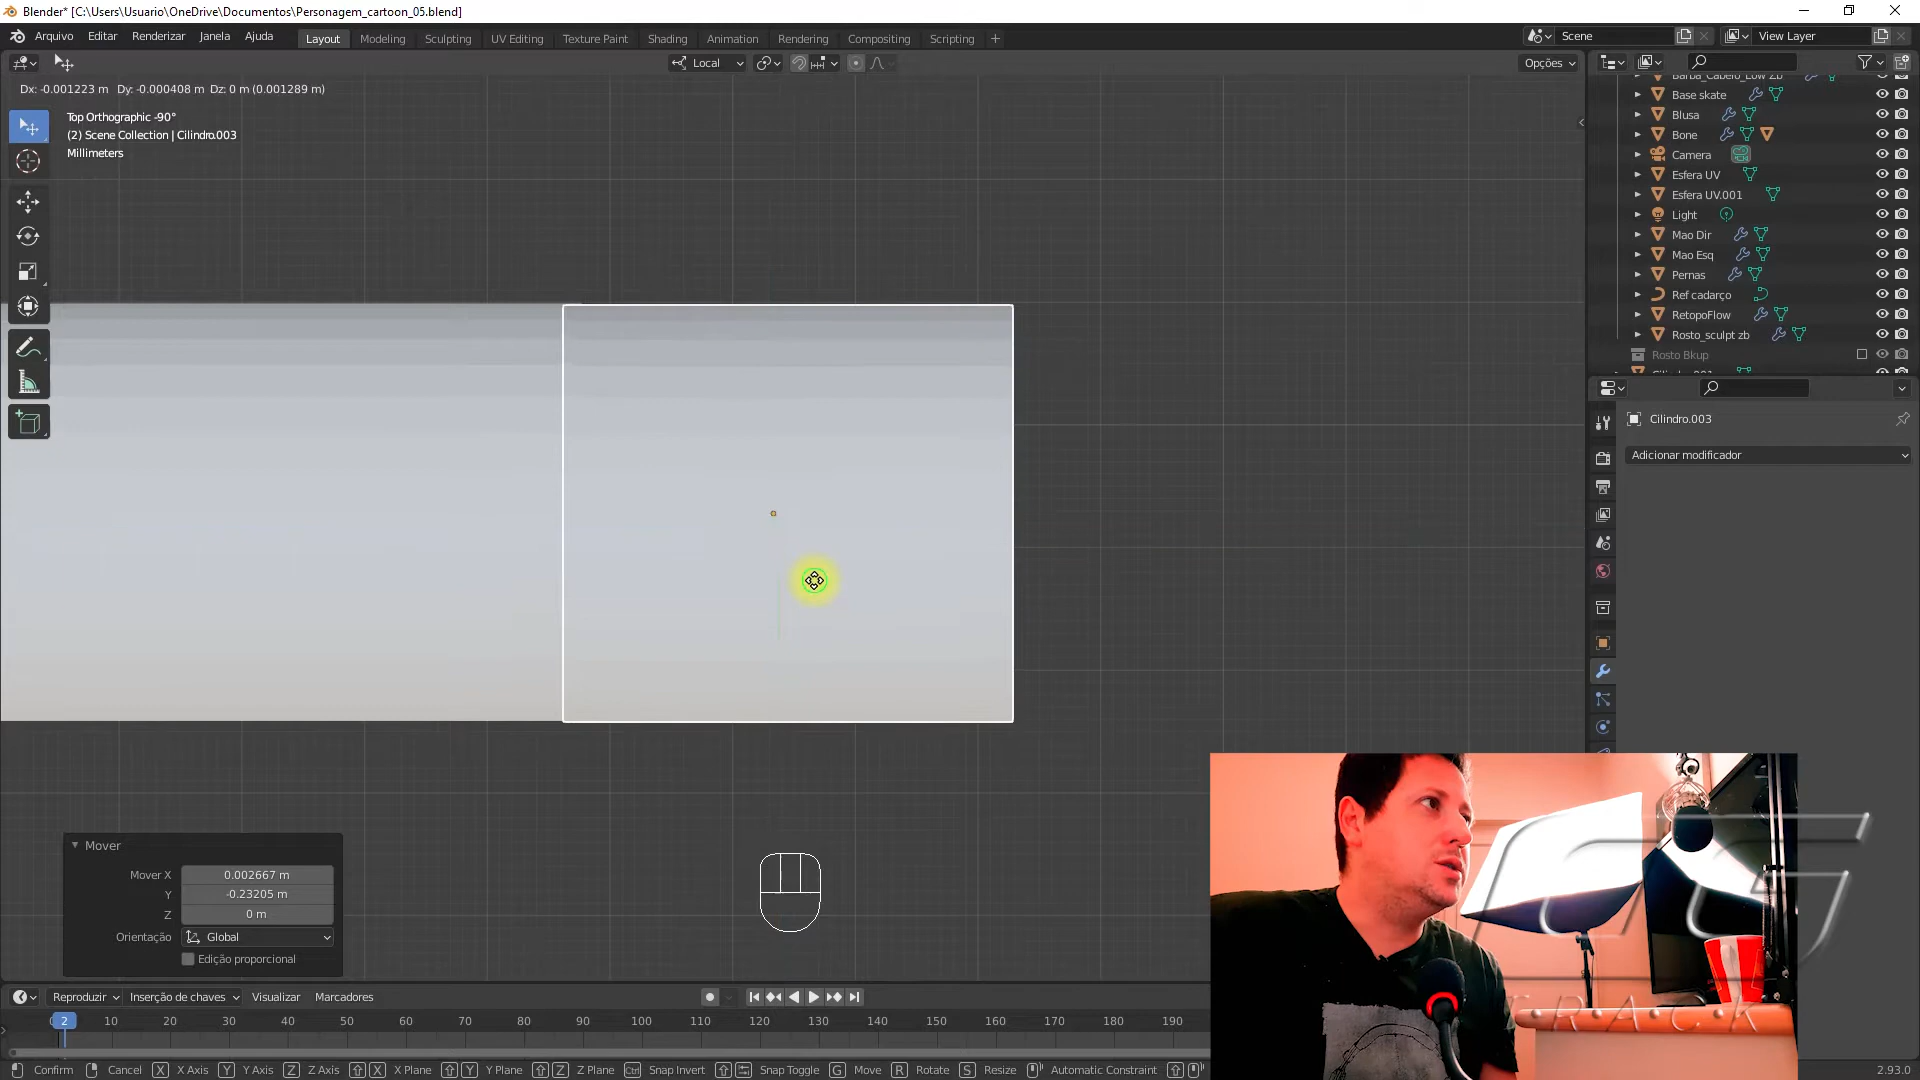 Blender* [C:\Users\Usuario\OneDrive\Documentos\Personagem_cartoon_05.blend]
Arquivo Editar Renderizar Janela Ajuda Layout Modeling Sculpting UV Editing Texture Paint Shading Animation Rendering Compositing Scripting Scene View Layer
Local Opções
Dx: -0.001223 m Dy: -0.000408 m Dz: 0 m (0.001289 m)
Top Orthographic -90°
(2) Scene Collection | Cilindro.003
Millimeters
Barba_Cabelo_Low Zb
Base skate
Blusa
Bone
Camera
Esfera UV
Esfera UV.001
Light
Mao Dir
Mao Esq
Pernas
Ref cadarço
RetopoFlow
Rosto_sculpt zb
Rosto Bkup
Cilindro.001
Cilindro.003
Adicionar modificador
Mover
Mover X 0.002667 m
Y -0.23205 m
Z 0 m
Orientação Global
Edição proporcional
Reproduzir Inserção de chaves Visualizar Marcadores
2 10 20 30 40 50 60 70 80 90 100 110 120 130 140 150 160 170 180 190
Confirm Cancel X X Axis Y Y Axis Z Z Axis X X Plane Y Y Plane Z Z Plane Ctrl Snap Invert Snap Toggle G Move R Rotate S Resize Automatic Constraint
2.93.0
TRACK